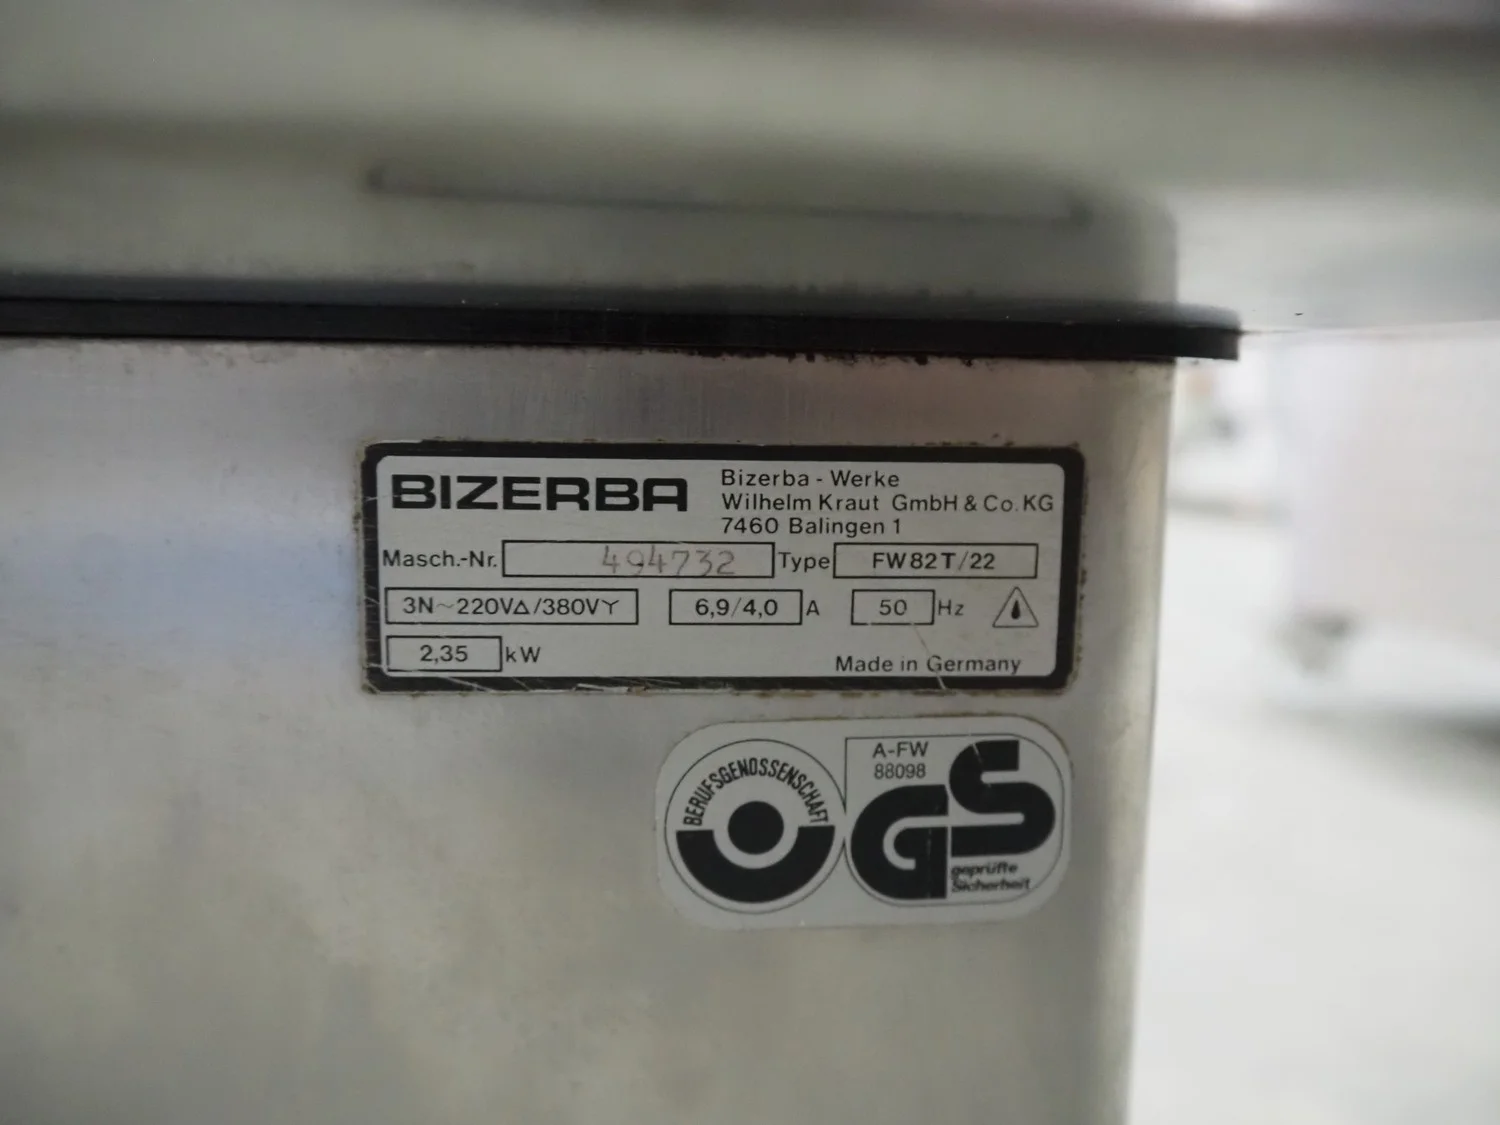 BIZERBA
Bizerba - Werke
Wilhelm Kraut GmbH & Co. KG
7460 Balingen 1
Masch.-Nr. 494732 Type FW82T/22
3N~220V△/380VY 6,9/4,0 A 50 Hz
2,35 kW
Made in Germany
BERUFSGENOSSENSCHAFT
A-FW
88098
GS
geprüfte
Sicherheit